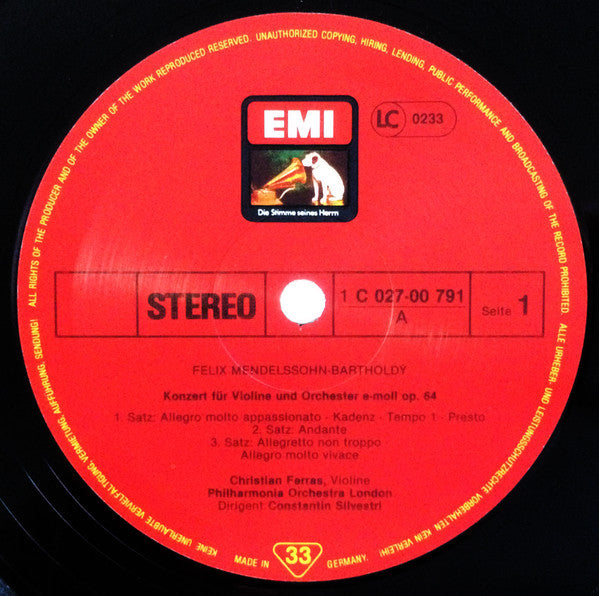 ALL RIGHTS OF THE PRODUCER AND OF THE OWNER OF THE WORK REPRODUCED RESERVED. UNAUTHORIZED COPYING, HIRING, LENDING, PUBLIC PERFORMANCE AND BROADCASTING OF THE RECORD PROHIBITED.
ALLE URHEBER- UND LEISTUNGSSCHUTZRECHTE VORBEHALTEN KEIN VERLEIH! KEINE UNERLAUBTE VERVIELFÄLTIGUNG, VERMIETUNG, AUFFÜHRUNG, SENDUNG!
EMI
LC 0233
Die Stimme seines Herrn
STEREO
1 C 027-00 791
A
Seite 1
FELIX MENDELSSOHN-BARTHOLDY
Konzert für Violine und Orchester e-moll op. 64
1. Satz: Allegro molto appassionato - Kadenz - Tempo 1 - Presto
2. Satz: Andante
3. Satz: Allegretto non troppo
Allegro molto vivace
Christian Ferras, Violine
Philharmonia Orchestra London
Dirigent Constantin Silvestri
MADE IN 33 GERMANY.